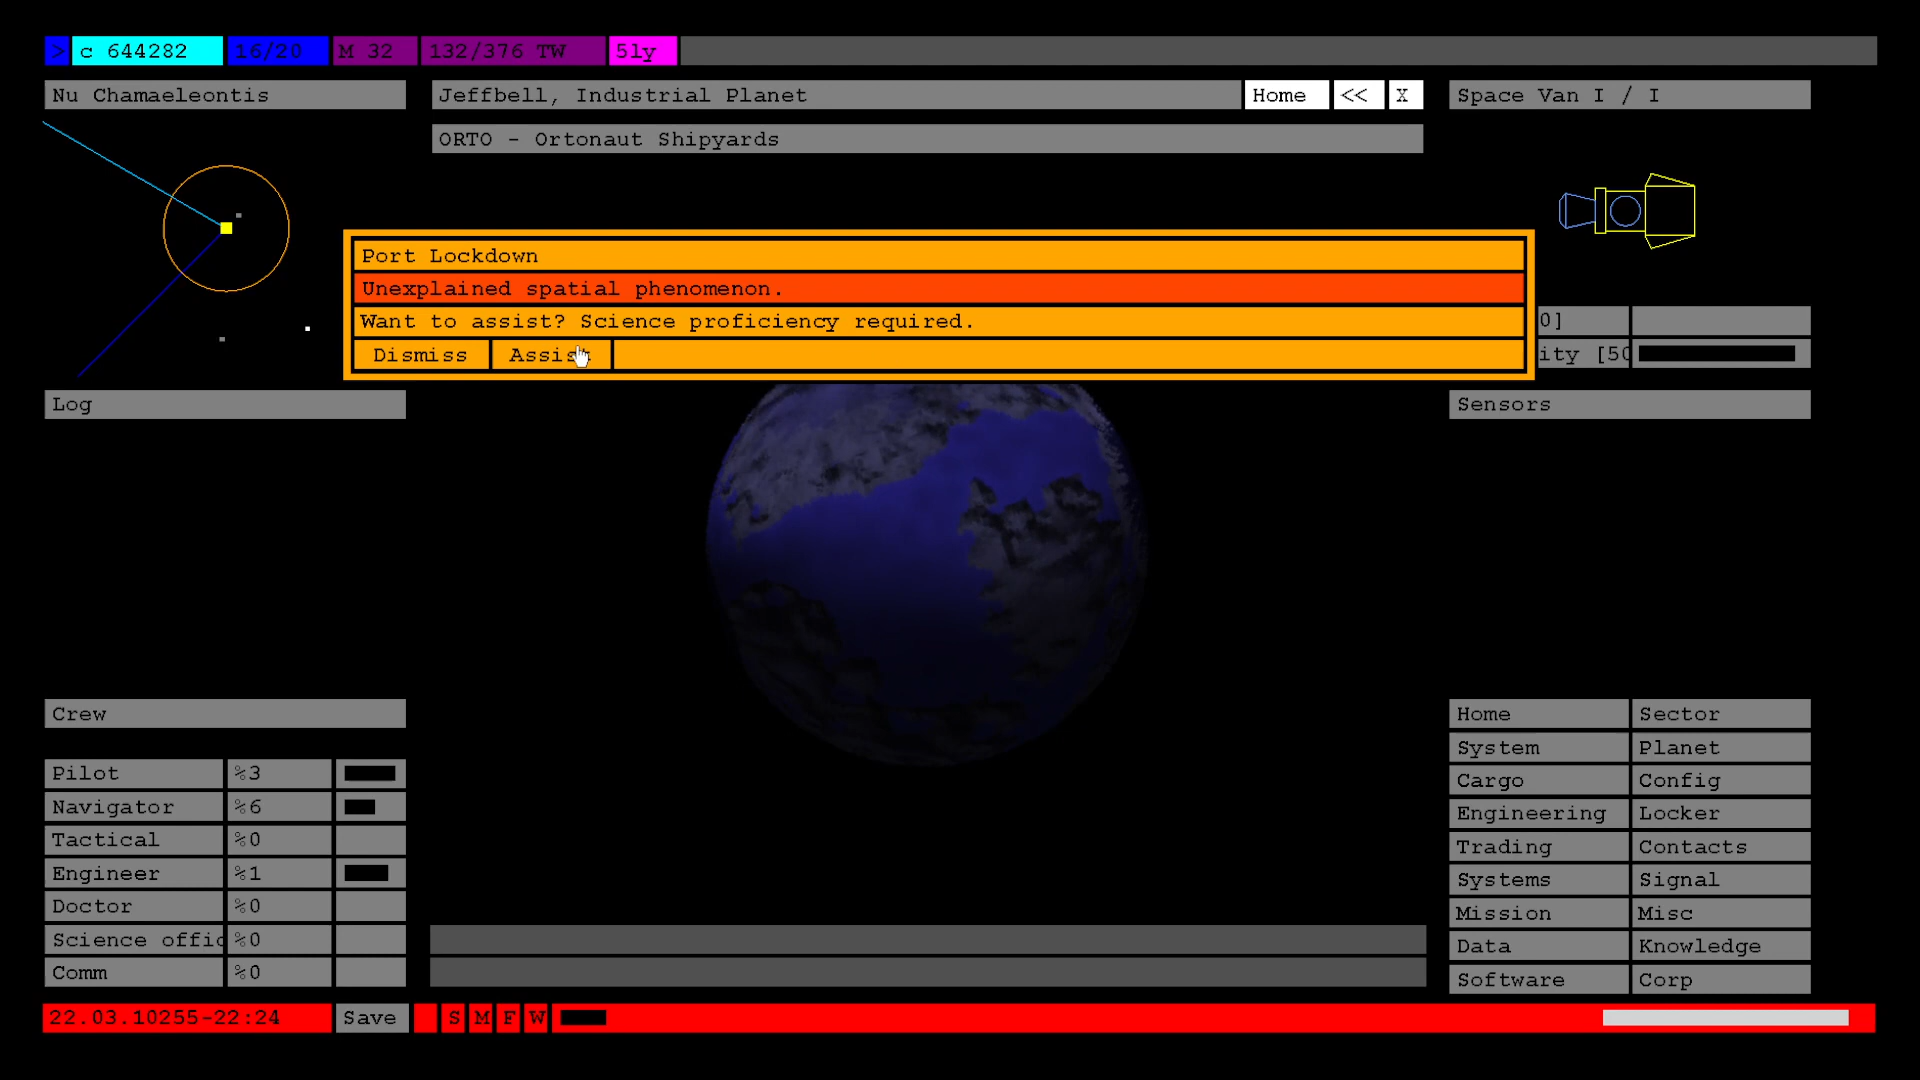 > c 644282 16/20 M 32 132/376 TW 5ly
Nu Chamaeleontis
Jeffbell, Industrial Planet Home << X
Space Van I / I
ORTO - Ortonaut Shipyards
Port Lockdown
Unexplained spatial phenomenon.
Want to assist? Science proficiency required.
Dismiss Assist
0]
ity [50
Log
Sensors
Crew
Pilot %3
Navigator %6
Tactical %0
Engineer %1
Doctor %0
Science offic %0
Comm %0
Home Sector
System Planet
Cargo Config
Engineering Locker
Trading Contacts
Systems Signal
Mission Misc
Data Knowledge
Software Corp
22.03.10255-22:24 Save S M F W